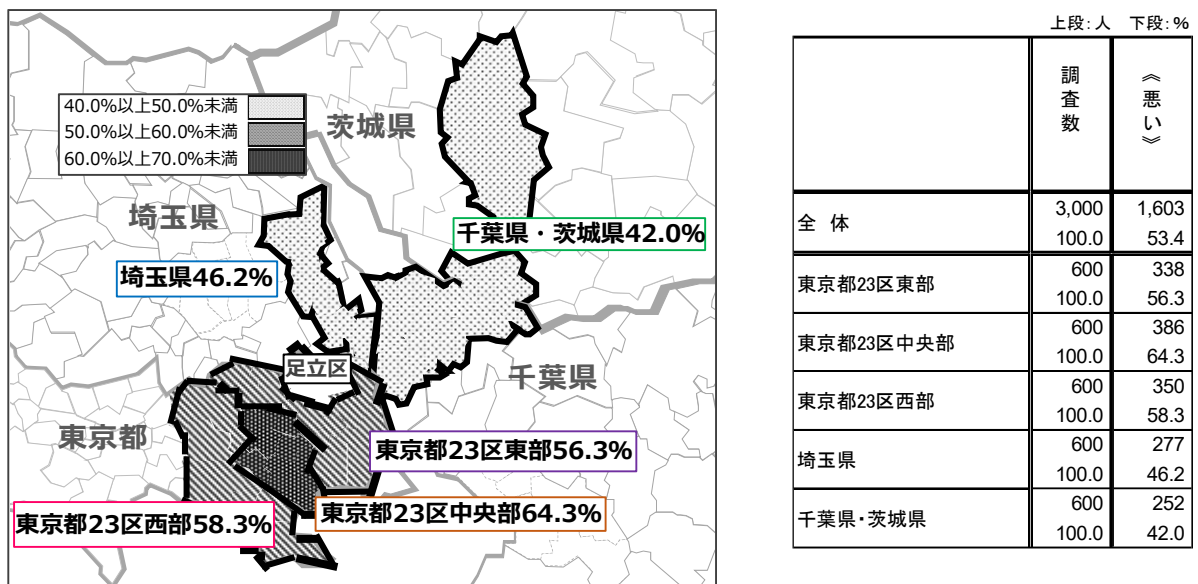 40.0%以上50.0%未満
50.0%以上60.0%未満
60.0%以上70.0%未満
茨城県
埼玉県
千葉県・茨城県42.0%
埼玉県46.2%
足立区
千葉県
東京都
東京都23区東部56.3%
東京都23区西部58.3%
東京都23区中央部64.3%
上段:人 下段:%
調査数 《悪い》
全 体 3,000 1,603
100.0 53.4
東京都23区東部 600 338
100.0 56.3
東京都23区中央部 600 386
100.0 64.3
東京都23区西部 600 350
100.0 58.3
埼玉県 600 277
100.0 46.2
千葉県・茨城県 600 252
100.0 42.0